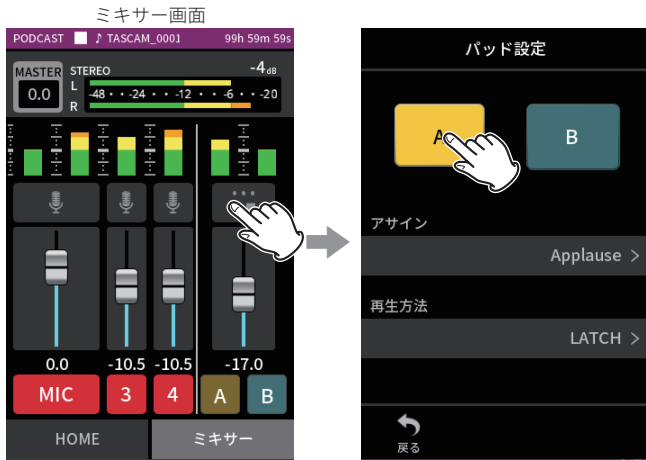 ミキサー画面
PODCAST ♪ TASCAM_0001 99h 59m 59s
MASTER STEREO -4dB
0.0
L
-48 · · -24 · · -12 · · -6 · · -20
R
0.0 -10.5 -10.5 -17.0
MIC 3 4 A B
HOME ミキサー
パッド設定
A B
アサイン
Applause >
再生方法
LATCH >
戻る